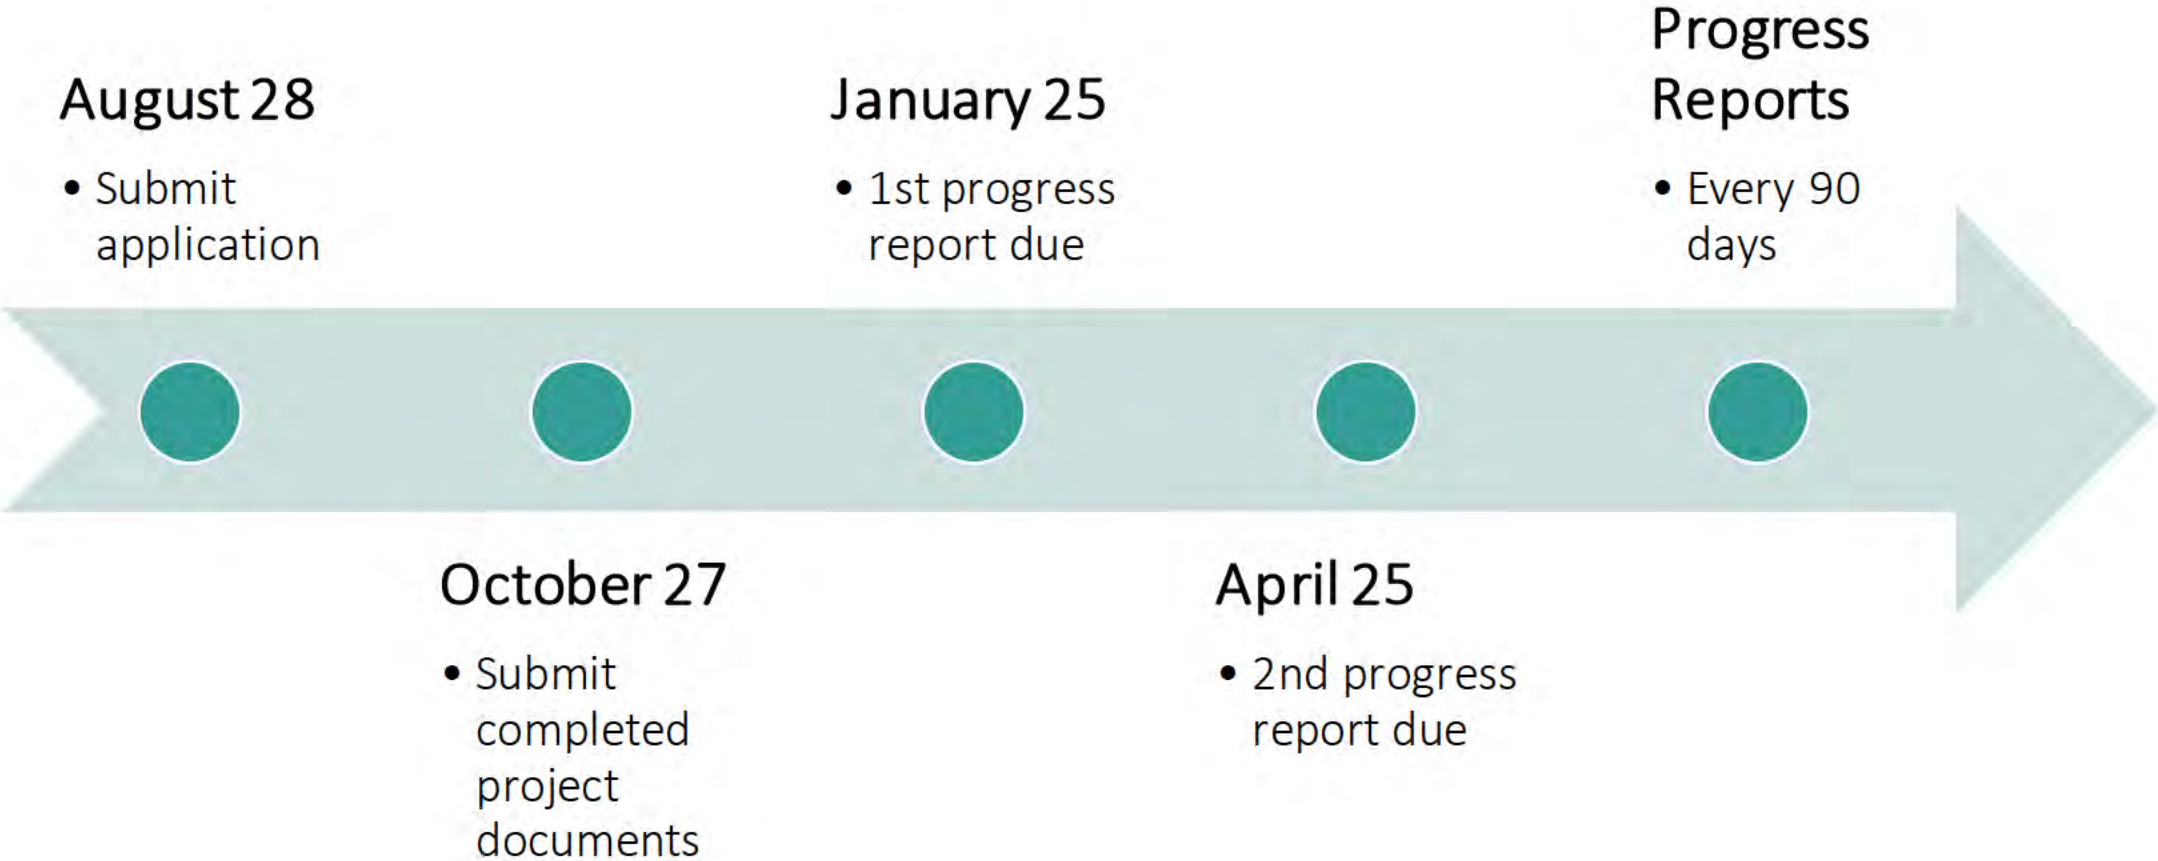 August 28
• Submit
application
October 27
• Submit
completed
project
documents
January 25
• 1st progress
report due
April 25
• 2nd progress
report due
Progress
Reports
• Every 90
days